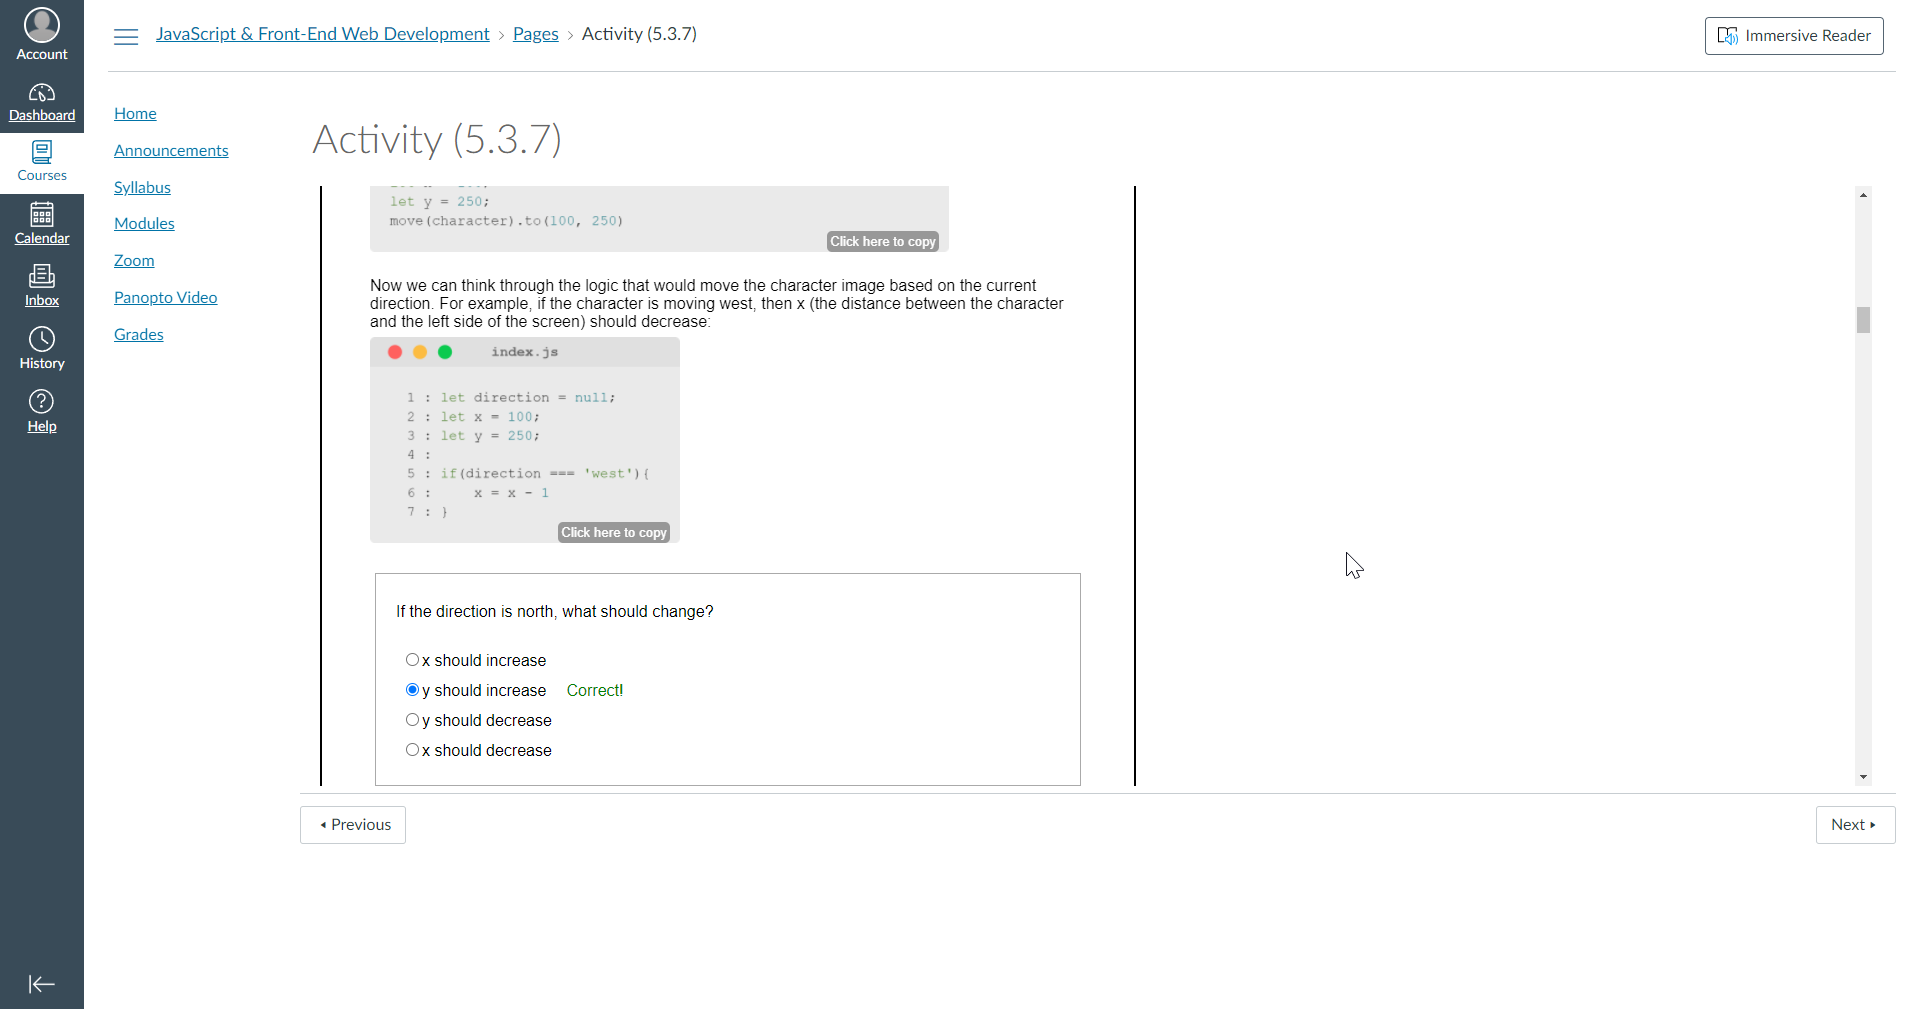 Account
Dashboard
Courses
Calendar
Inbox
History
Help
JavaScript & Front-End Web Development › Pages › Activity (5.3.7)
Immersive Reader
Home
Announcements
Syllabus
Modules
Zoom
Panopto Video
Grades
Activity (5.3.7)
let y = 250;
move(character).to(100, 250)
Click here to copy
Now we can think through the logic that would move the character image based on the current
direction. For example, if the character is moving west, then x (the distance between the character
and the left side of the screen) should decrease:
index.js
1 : let direction = null;
2 : let x = 100;
3 : let y = 250;
4 :
5 : if(direction === 'west'){
6 :     x = x - 1
7 : }
Click here to copy
If the direction is north, what should change?
x should increase
y should increase Correct!
y should decrease
x should decrease
Previous
Next